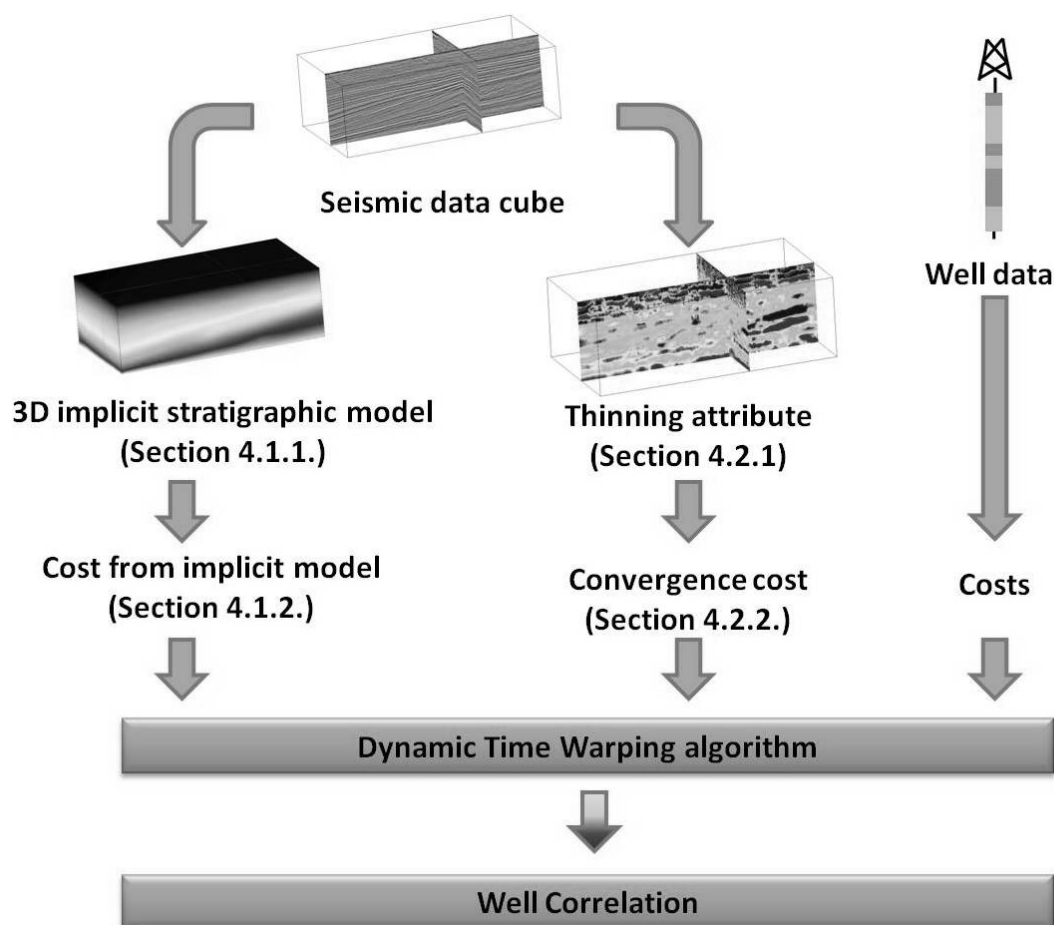 Seismic data cube
Well data
3D implicit stratigraphic model
(Section 4.1.1.)
Thinning attribute
(Section 4.2.1)
Cost from implicit model
(Section 4.1.2.)
Convergence cost
(Section 4.2.2.)
Costs
Dynamic Time Warping algorithm
Well Correlation